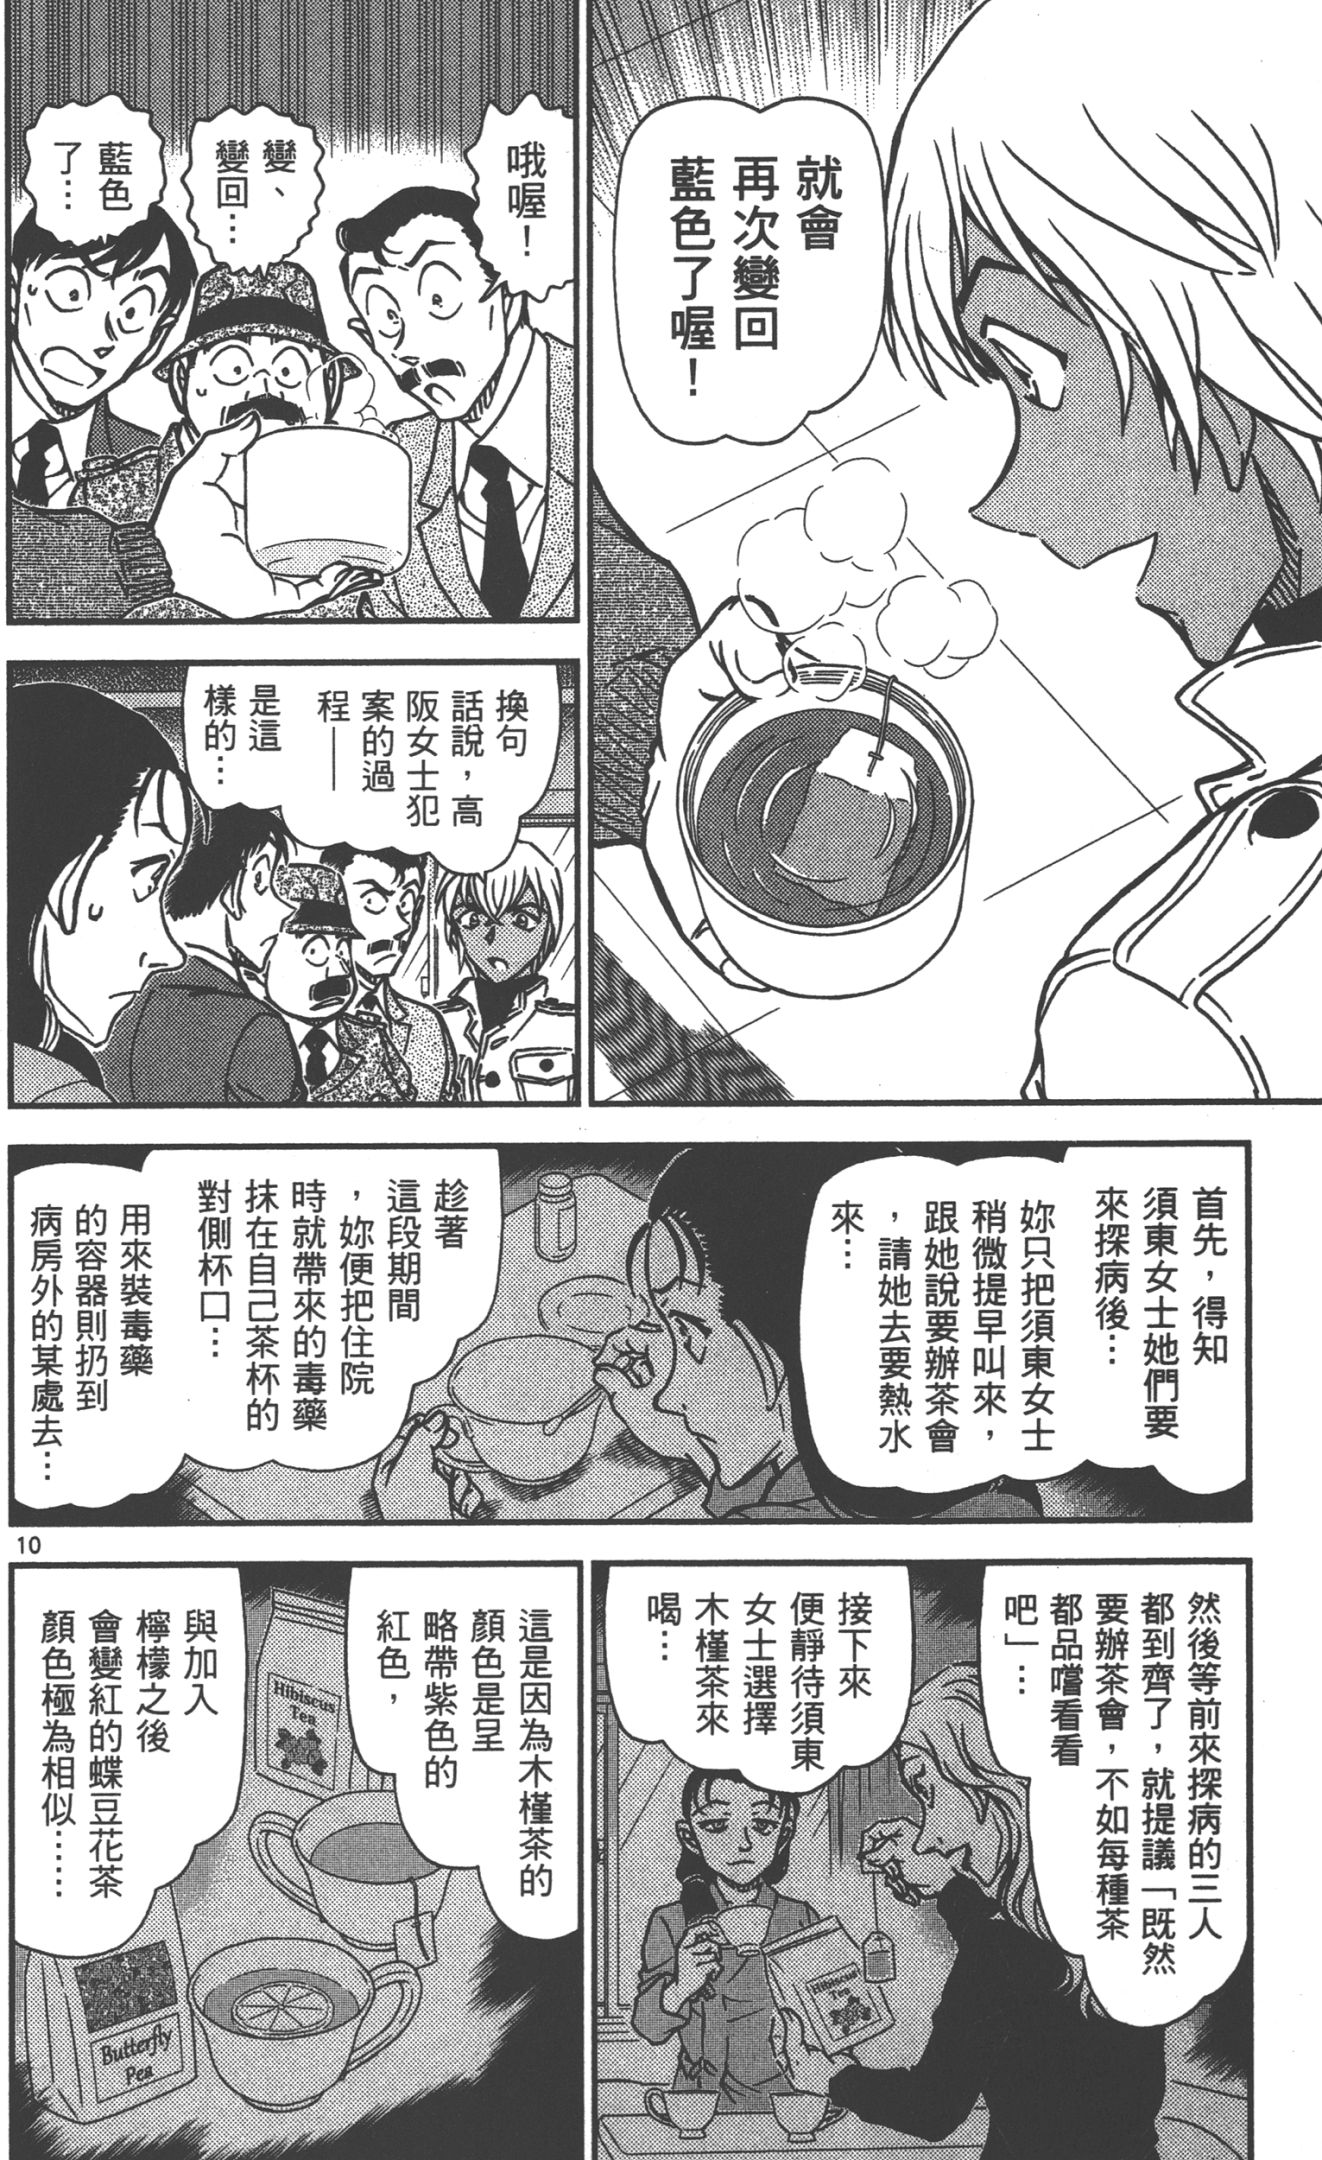 就會
再次變回
藍色了喔！
哦喔！
變、
變回…
藍色
了…
換句
話說，高
阪女士犯
案的過
程——
是這
樣的…
首先，得知
須東女士她們要
來探病後…
妳只把須東女士
稍微提早叫來，
跟她說要辦茶會
，請她去要熱水
來…
趁著
這段期間
，妳便把住院
時就帶來的毒藥
抹在自己茶杯的
對側杯口…
用來裝毒藥
的容器則扔到
病房外的某處去…
10
然後等前來探病的三人
都到齊了，就提議「既然
要辦茶會，不如每種茶
都品嚐看看
吧」…
接下來
便靜待須東
女士選擇
木槿茶來
喝…
Hibiscus
Tea
這是因為木槿茶的
顏色是呈
略帶紫色的
紅色，
與加入
檸檬之後
會變紅的蝶豆花茶
顏色極為相似……
Hibiscus
Tea
Butterfly
Pea